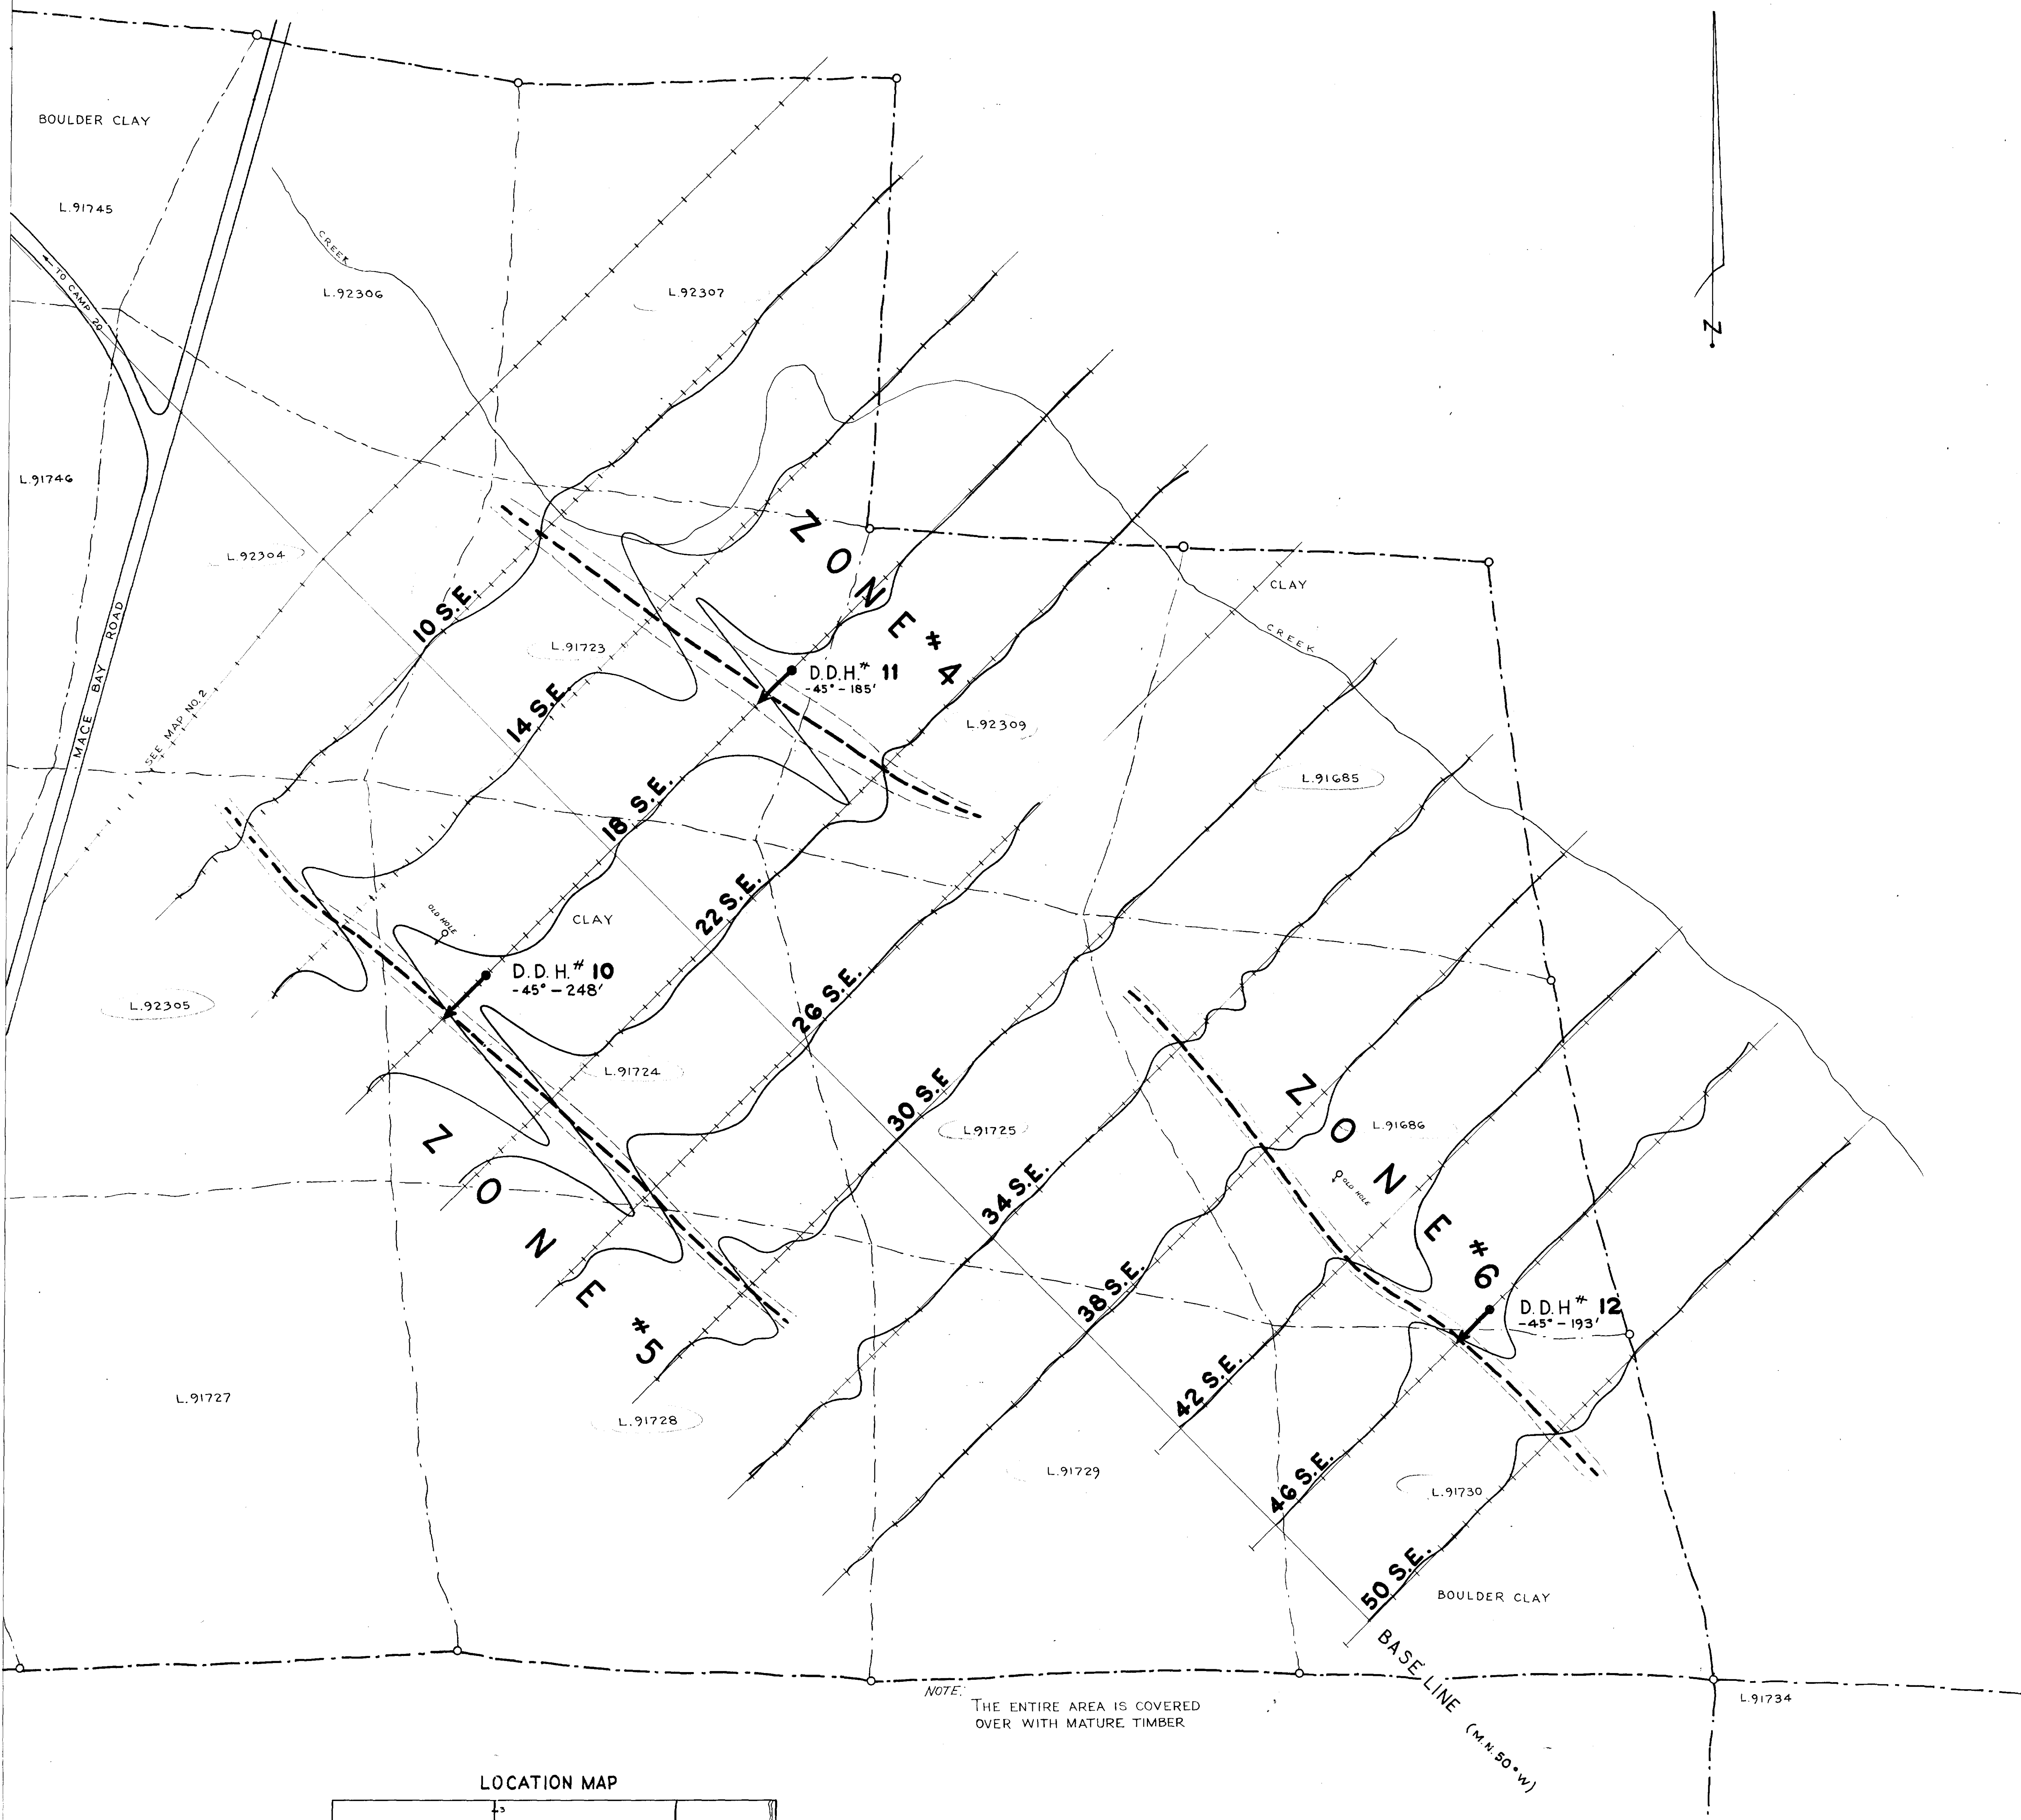 BOULDER CLAY
L.91745
CREEK
← TO CAMP 20
L.92306
L.92307
N
L.91746
L.92304
ZONE #4
CLAY
CREEK
10 S.E.
L.91723
MACE BAY ROAD
SEE MAP NO.2
14 S.E.
D.D.H.# 11
-45° - 185'
L.92309
L.91685
18 S.E.
OLD HOLE
CLAY
22 S.E.
D.D.H.# 10
-45° - 248'
L.92305
26 S.E.
L.91724
30 S.E
L.91725
ZONE #6
L.91686
OLD HOLE
ZONE #5
34 S.E.
38 S.E.
D.D.H # 12
-45° - 193'
42 S.E.
L.91727
L.91728
L.91729
46 S.E.
L.91730
50 S.E.
BOULDER CLAY
BASE LINE (M.N. 50° W)
NOTE:
THE ENTIRE AREA IS COVERED
OVER WITH MATURE TIMBER
L.91734
LOCATION MAP